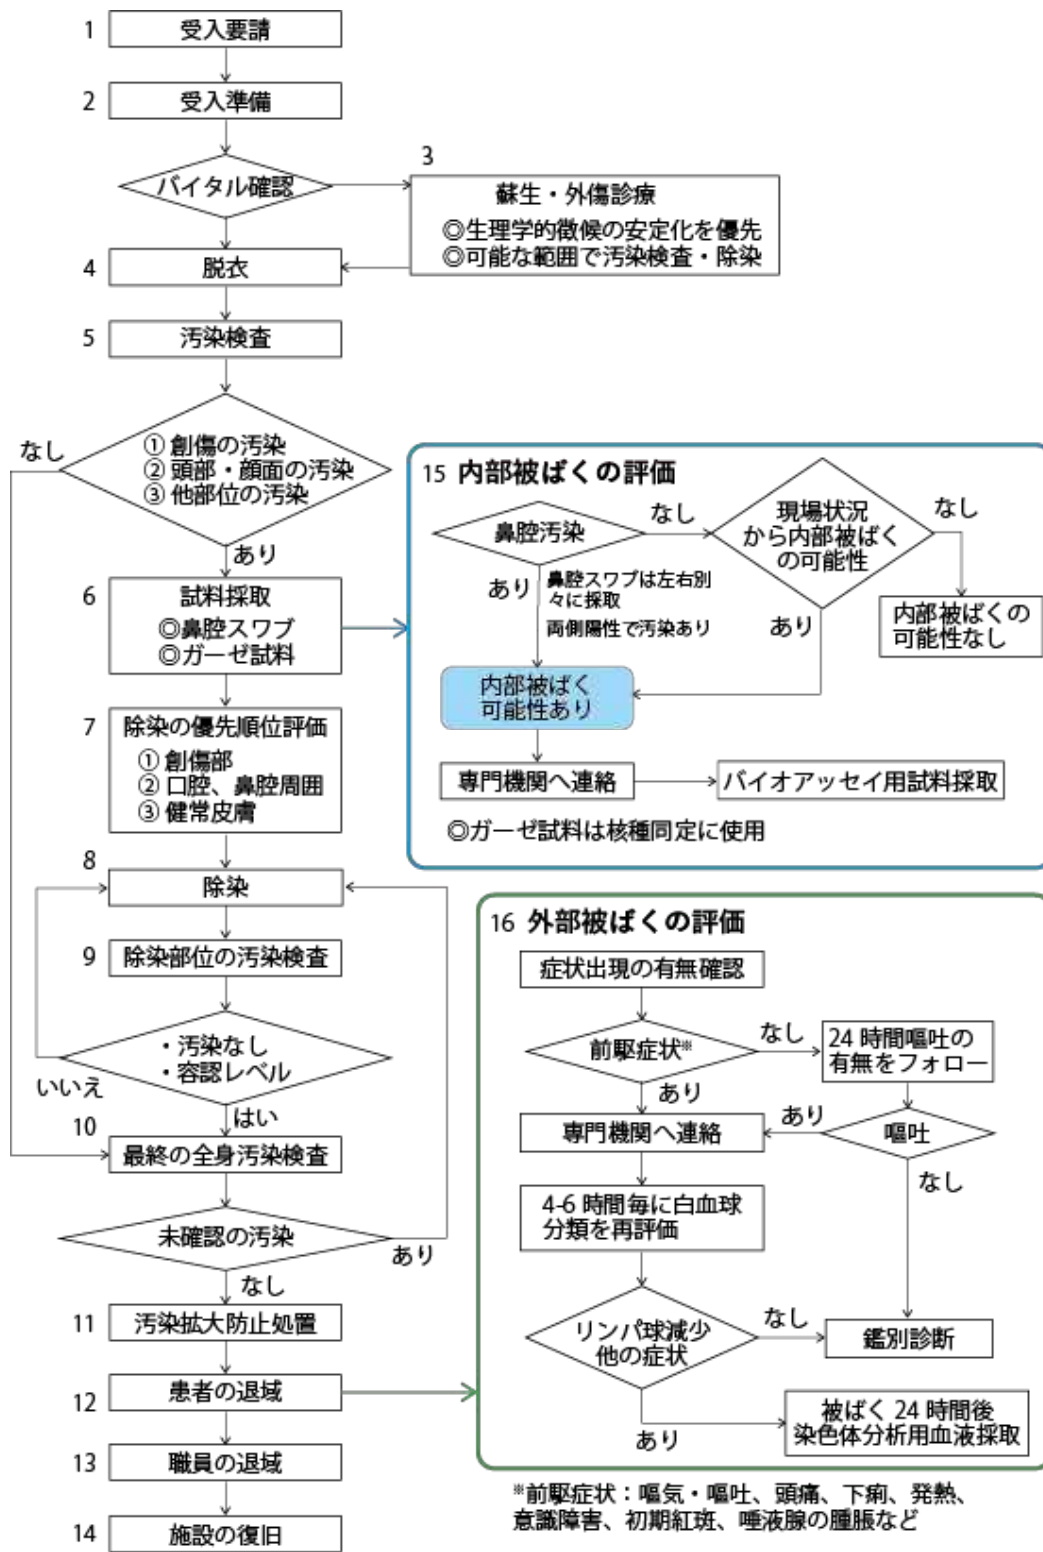 1 受入要請
2 受入準備
バイタル確認
3
蘇生・外傷診療
◎生理学的徴候の安定化を優先
◎可能な範囲で汚染検査・除染
4 脱衣
5 汚染検査
なし
① 創傷の汚染
② 頭部・顔面の汚染
③ 他部位の汚染
あり
6 試料採取
◎鼻腔スワブ
◎ガーゼ試料
7 除染の優先順位評価
① 創傷部
② 口腔、鼻腔周囲
③ 健常皮膚
8
除染
9 除染部位の汚染検査
・汚染なし
・容認レベル
いいえ
はい
10
最終の全身汚染検査
未確認の汚染
あり
なし
11 汚染拡大防止処置
12 患者の退域
13 職員の退域
14 施設の復旧
15 内部被ばくの評価
鼻腔汚染
なし
現場状況
から内部被ばく
の可能性
なし
あり
鼻腔スワブは左右別
々に採取
両側陽性で汚染あり
あり
内部被ばくの
可能性なし
内部被ばく
可能性あり
専門機関へ連絡
バイオアッセイ用試料採取
◎ガーゼ試料は核種同定に使用
16 外部被ばくの評価
症状出現の有無確認
前駆症状※
なし
24 時間嘔吐の
有無をフォロー
あり
専門機関へ連絡
あり
嘔吐
なし
4-6 時間毎に白血球
分類を再評価
リンパ球減少
他の症状
なし
鑑別診断
あり
被ばく 24 時間後
染色体分析用血液採取
※前駆症状：嘔気・嘔吐、頭痛、下痢、発熱、
意識障害、初期紅斑、唾液腺の腫脹など